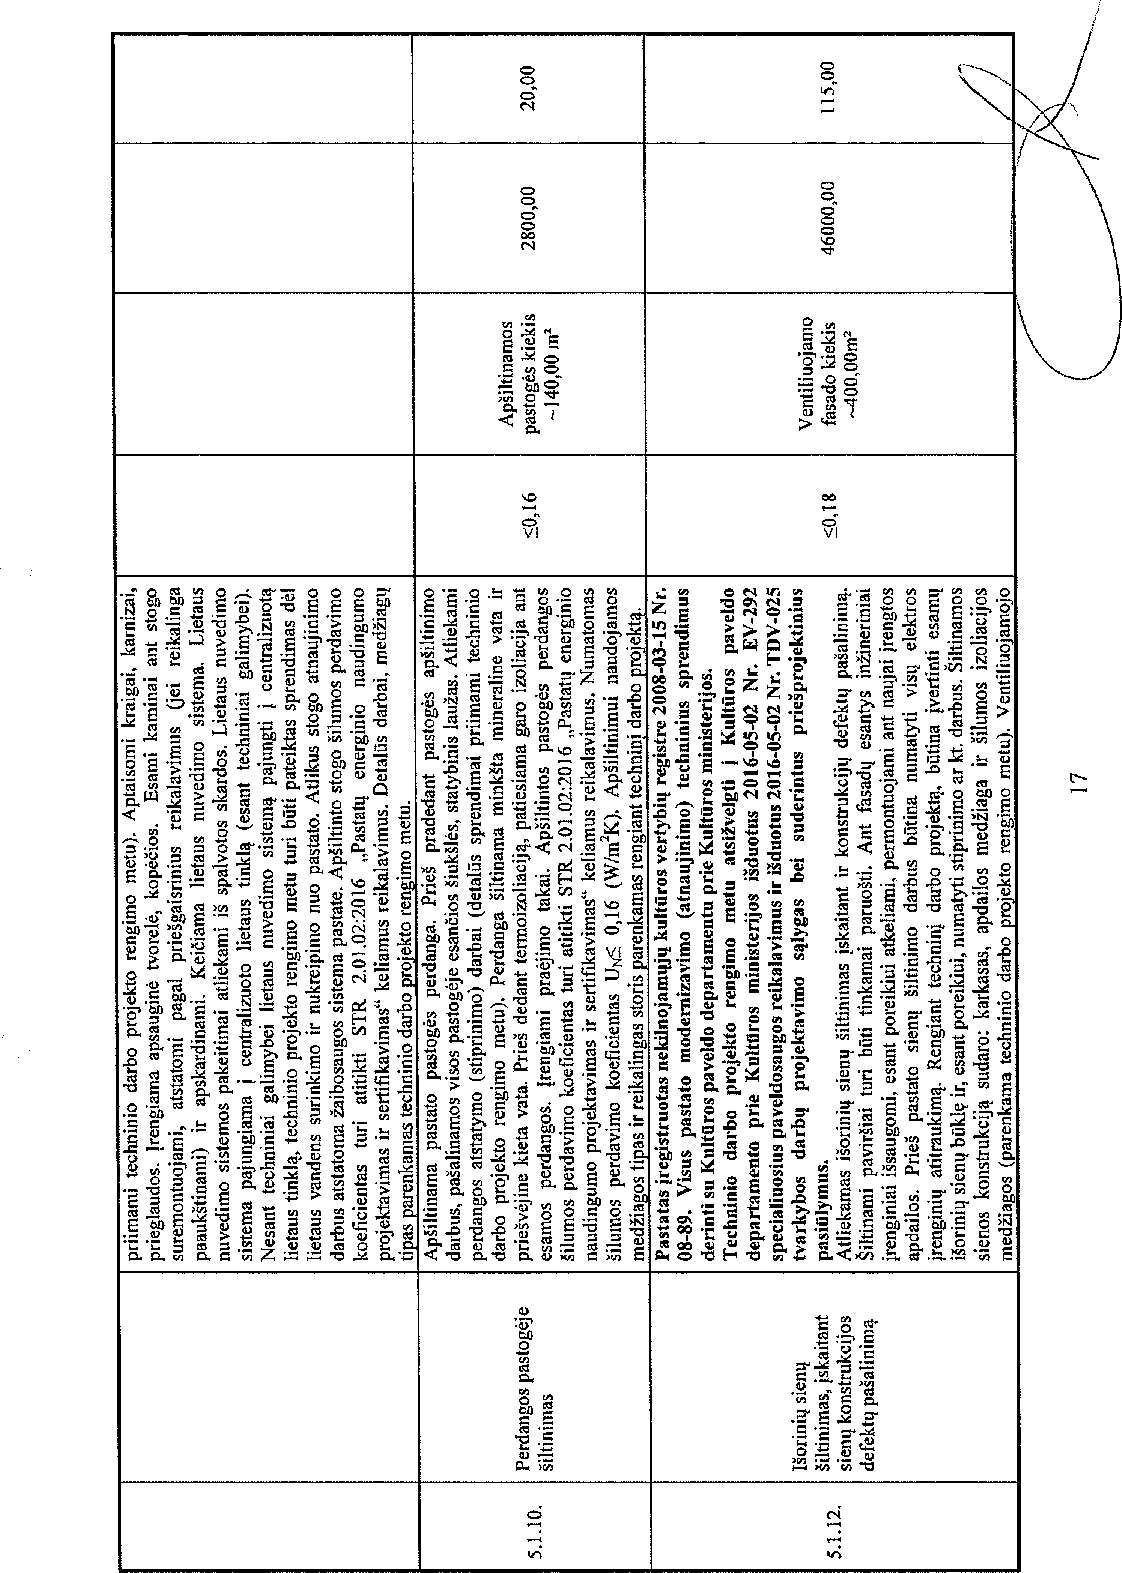 priimami techninio darbo projekto rengimo metu). Aptaisomi kraigai, karnizai,
prieglaudos. Įrengiama apsauginė tvorelė, kopėčios. Esami kaminai ant stogo
suremontuojami, atstatomi pagal priešgaisrinius reikalavimus (jei reikalinga
paaukštinami) ir apskardinami. Keičiama lietaus nuvedimo sistema. Lietaus
nuvedimo sistemos pakeitimai atliekami iš spalvotos skardos. Lietaus nuvedimo
sistema pajungiama į centralizuoto lietaus tinklą (esant techniniai galimybei).
Nesant techniniai galimybei lietaus nuvedimo sistemą pajungti į centralizuotą
lietaus tinklą, techninio projekto rengimo metu turi būti pateiktas sprendimas dėl
lietaus vandens surinkimo ir nukreipimo nuo pastato. Atlikus stogo atnaujinimo
darbus atstatoma žaibosaugos sistema pastate. Apšiltinto stogo šilumos perdavimo
koeficientas turi atitikti STR 2.01.02:2016 „Pastatų energinio naudingumo
projektavimas ir sertifikavimas“ keliamus reikalavimus. Detalūs darbai, medžiagų
tipas parenkamas techninio darbo projekto rengimo metu.
5.1.10.
Perdangos pastogėje
šiltinimas
Apšiltinama pastato pastogės perdanga. Prieš pradedant pastogės apšiltinimo
darbus, pašalinamos visos pastogėje esančios šiukšlės, statybinis laužas. Atliekami
perdangos atstatymo (stiprinimo) darbai (detalūs sprendimai priimami techninio
darbo projekto rengimo metu). Perdanga šiltinama minkšta mineraline vata ir
priešvėjine kieta vata. Prieš dedant termoizoliaciją, patiesiama garo izoliacija ant
esamos perdangos. Įrengiami praėjimo takai. Apšiltintos pastogės perdangos
šilumos perdavimo koeficientas turi atitikti STR 2.01.02:2016 „Pastatų energinio
naudingumo projektavimas ir sertifikavimas“ keliamus reikalavimus. Numatomas
šilumos perdavimo koeficientas U_N≤ 0,16 (W/m²K). Apšiltinimui naudojamos
medžiagos tipas ir reikalingas storis parenkamas rengiant techninį darbo projektą.
≤0,16
Apšiltinamos
pastogės kiekis
~140,00 m²
2800,00
20,00
5.1.12.
Išorinių sienų
šiltinimas, įskaitant
sienų konstrukcijos
defektų pašalinimą
Pastatas įregistruotas nekilnojamųjų kultūros vertybių registre 2008-03-15 Nr.
08-89. Visus pastato modernizavimo (atnaujinimo) techninius sprendimus
derinti su Kultūros paveldo departamentu prie Kultūros ministerijos.
Techninio darbo projekto rengimo metu atsižvelgti į Kultūros paveldo
departamento prie Kultūros ministerijos išduotus 2016-05-02 Nr. EV-292
specialiuosius paveldosaugos reikalavimus ir išduotus 2016-05-02 Nr. TDV-025
tvarkybos darbų projektavimo sąlygas bei suderintus priešprojektinius
pasiūlymus.
Atliekamas išorinių sienų šiltinimas įskaitant ir konstrukcijų defektų pašalinimą.
Šiltinami paviršiai turi būti tinkamai paruošti. Ant fasadų esantys inžineriniai
įrenginiai išsaugomi, esant poreikiui atkeliami, permontuojami ant naujai įrengtos
apdailos. Prieš pastato sienų šiltinimo darbus būtina numatyti visų elektros
įrenginių atitraukimą. Rengiant techninį darbo projektą, būtina įvertinti esamų
išorinių sienų būklę ir, esant poreikui, numatyti stiprinimo ar kt. darbus. Šiltinamos
sienos konstrukciją sudaro: karkasas, apdailos medžiaga ir šilumos izoliacijos
medžiagos (parenkama techninio darbo projekto rengimo metu). Ventiliuojamojo
≤0,18
Ventiliuojamo
fasado kiekis
~400,00m²
46000,00
115,00
17